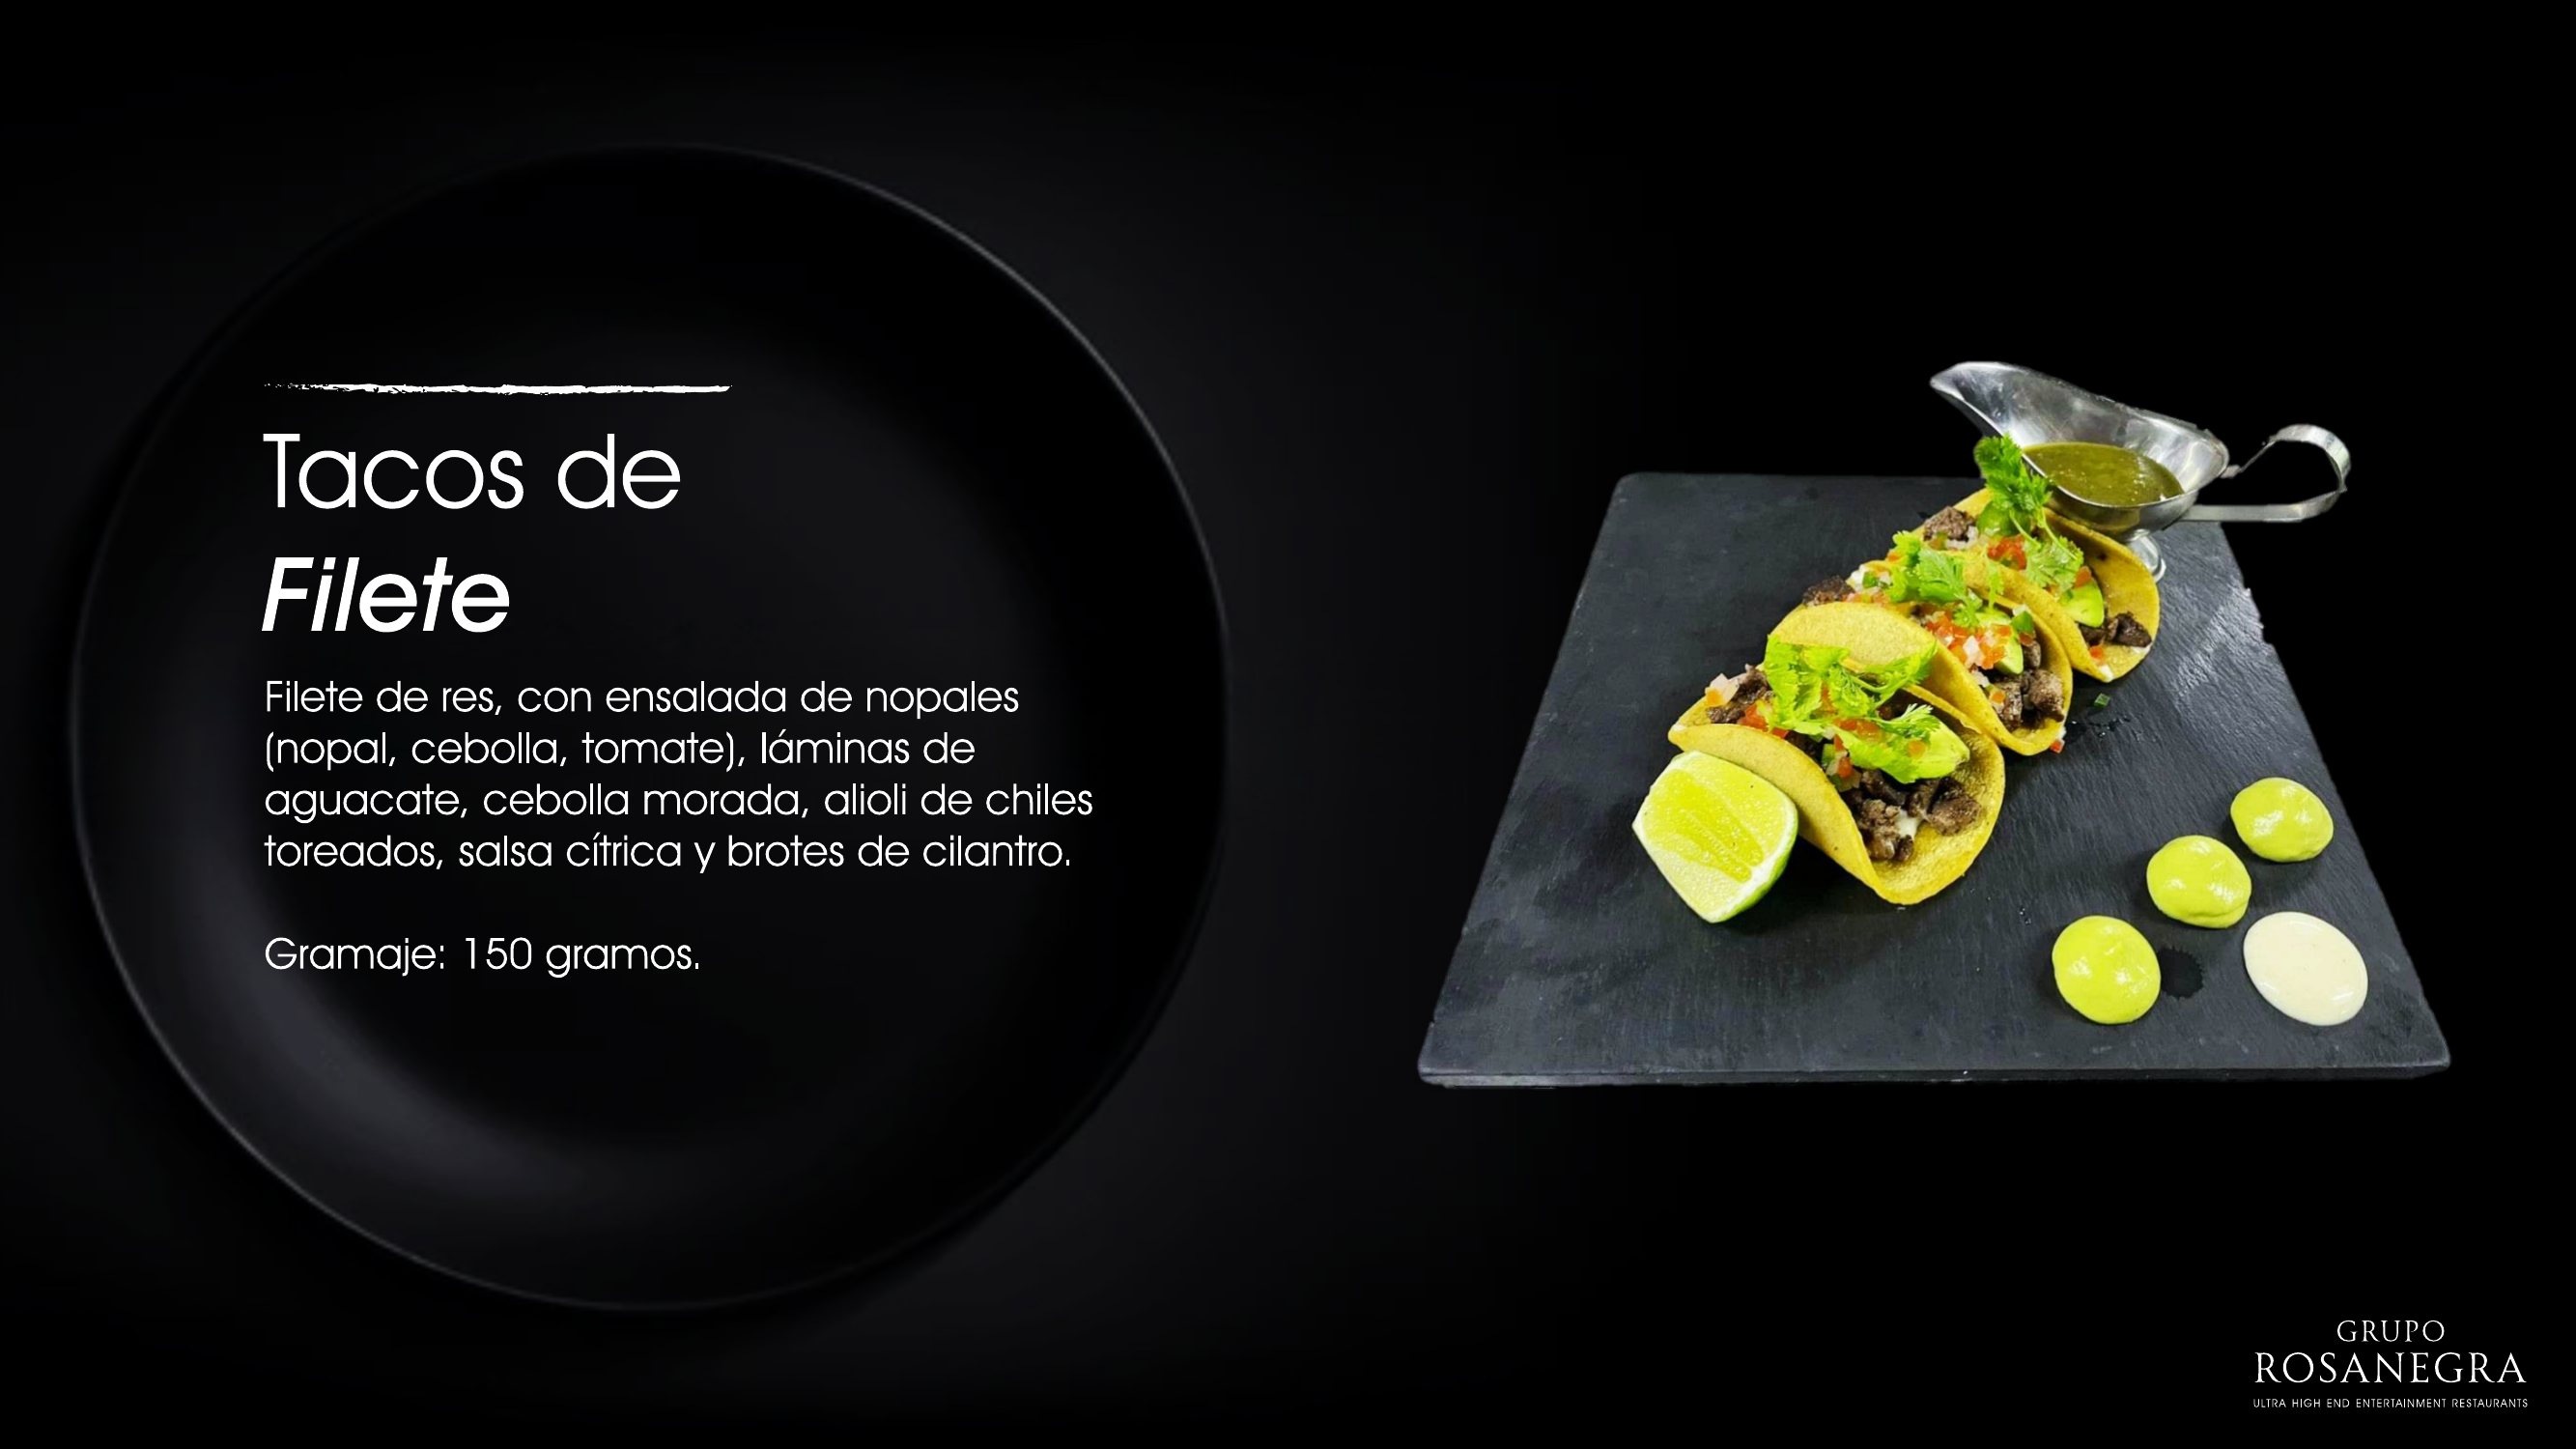 Tacos de
Filete
Filete de res, con ensalada de nopales
(nopal, cebolla, tomate), láminas de
aguacate, cebolla morada, alioli de chiles
toreados, salsa cítrica y brotes de cilantro.
Gramaje: 150 gramos.
GRUPO
ROSANEGRA
ULTRA HIGH END ENTERTAINMENT RESTAURANTS